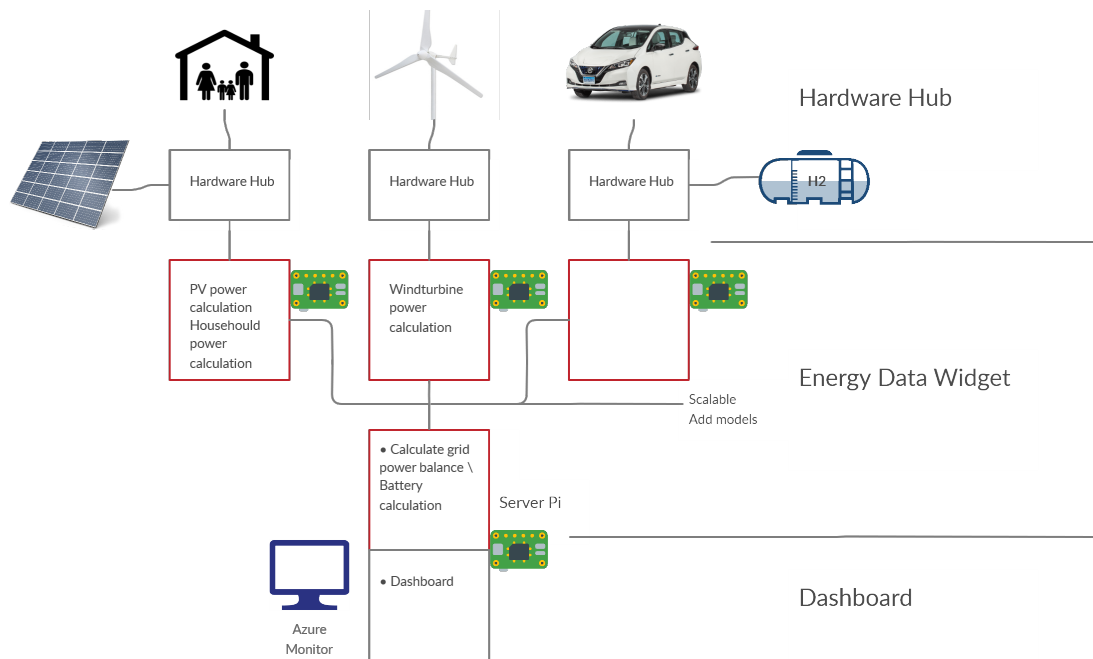 Hardware Hub
Hardware Hub
Hardware Hub
Hardware Hub
H2
PV power
calculation
Househould
power
calculation
Windturbine
power
calculation
Energy Data Widget
Scalable
Add models
• Calculate grid
power balance \
Battery
calculation
Server Pi
• Dashboard
Dashboard
Azure
Monitor